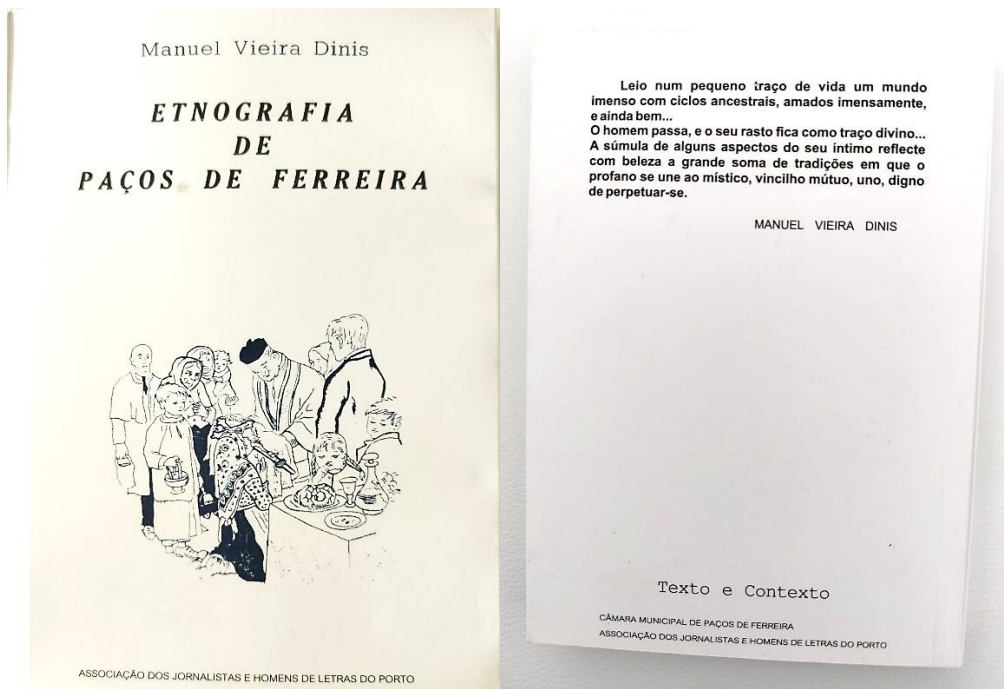 Manuel Vieira Dinis
ETNOGRAFIA
DE
PAÇOS DE FERREIRA
ASSOCIAÇÃO DOS JORNALISTAS E HOMENS DE LETRAS DO PORTO
Leio num pequeno traço de vida um mundo
imenso com ciclos ancestrais, amados imensamente,
e ainda bem...
O homem passa, e o seu rasto fica como traço divino...
A súmula de alguns aspectos do seu íntimo reflecte
com beleza a grande soma de tradições em que o
profano se une ao místico, vincilho mútuo, uno, digno
de perpetuar-se.
MANUEL VIEIRA DINIS
Texto e Contexto
CÂMARA MUNICIPAL DE PAÇOS DE FERREIRA
ASSOCIAÇÃO DOS JORNALISTAS E HOMENS DE LETRAS DO PORTO